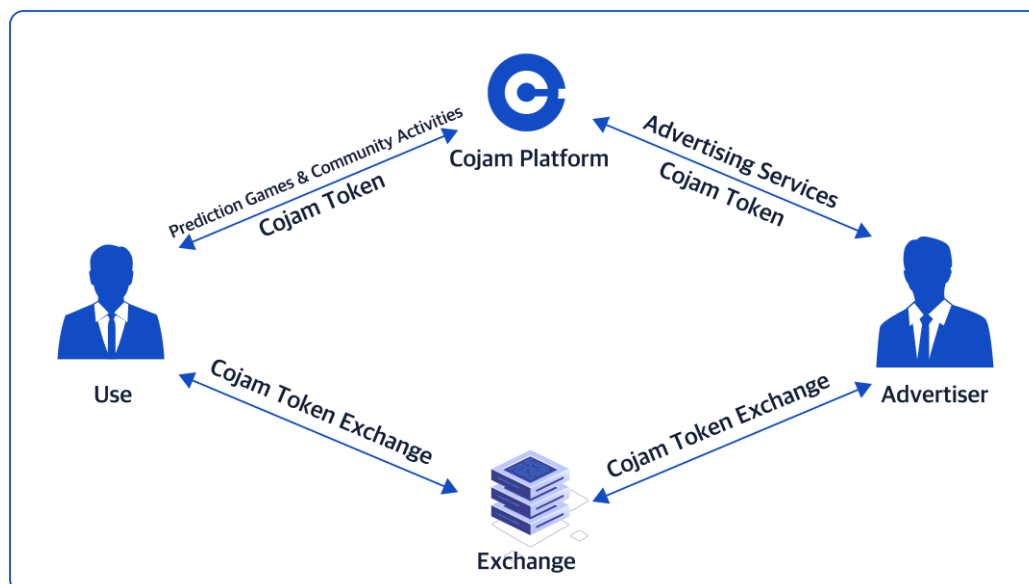 Cojam Platform
Prediction Games & Community Activities
Cojam Token
Advertising Services
Cojam Token
Use
Advertiser
Cojam Token Exchange
Cojam Token Exchange
Exchange